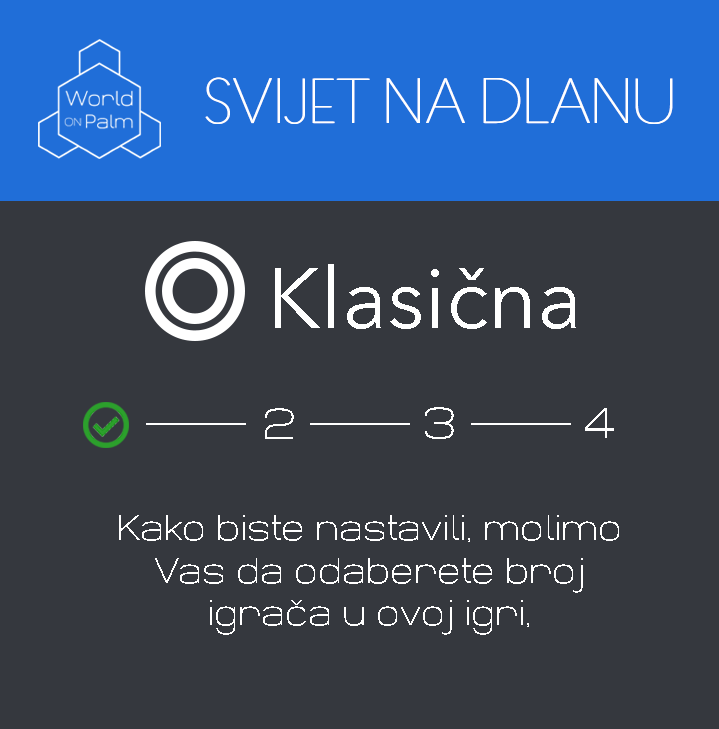 World
ON Palm
SVIJET NA DLANU
Klasična
2 3 4
Kako biste nastavili, molimo
Vas da odaberete broj
igrača u ovoj igri,